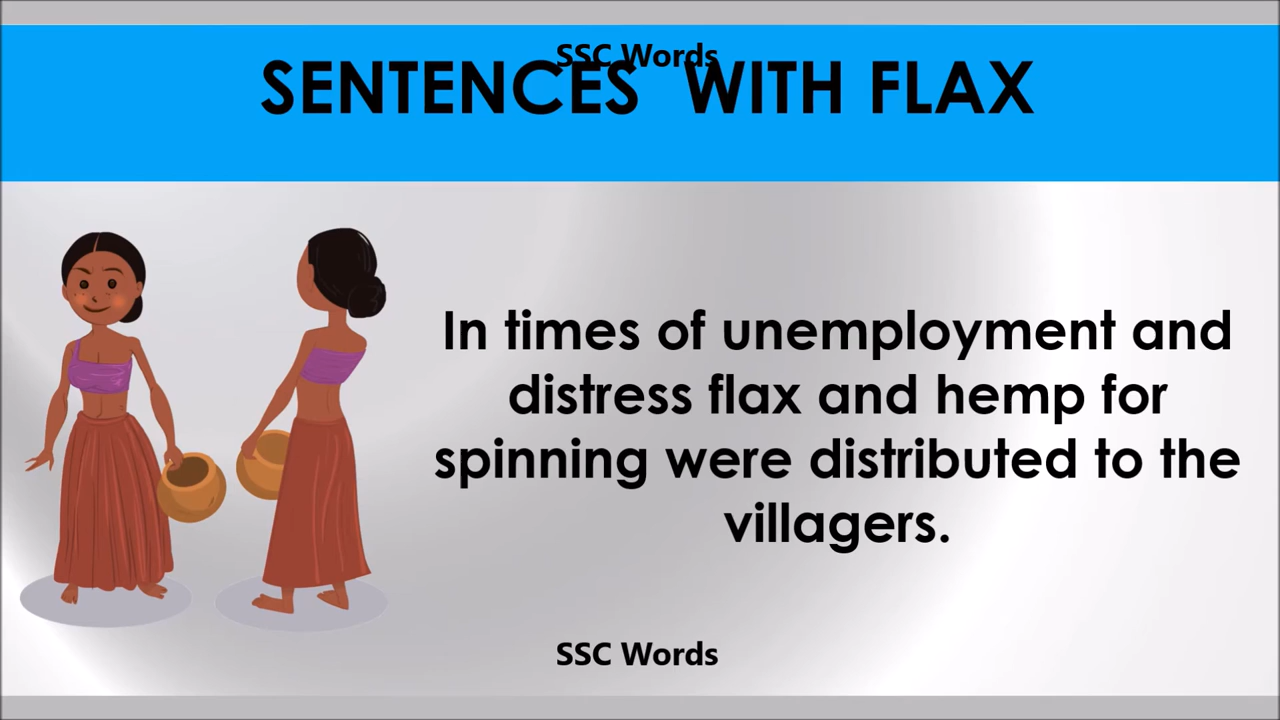 SSC Words
SENTENCES WITH FLAX
In times of unemployment and
distress flax and hemp for
spinning were distributed to the
villagers.
SSC Words